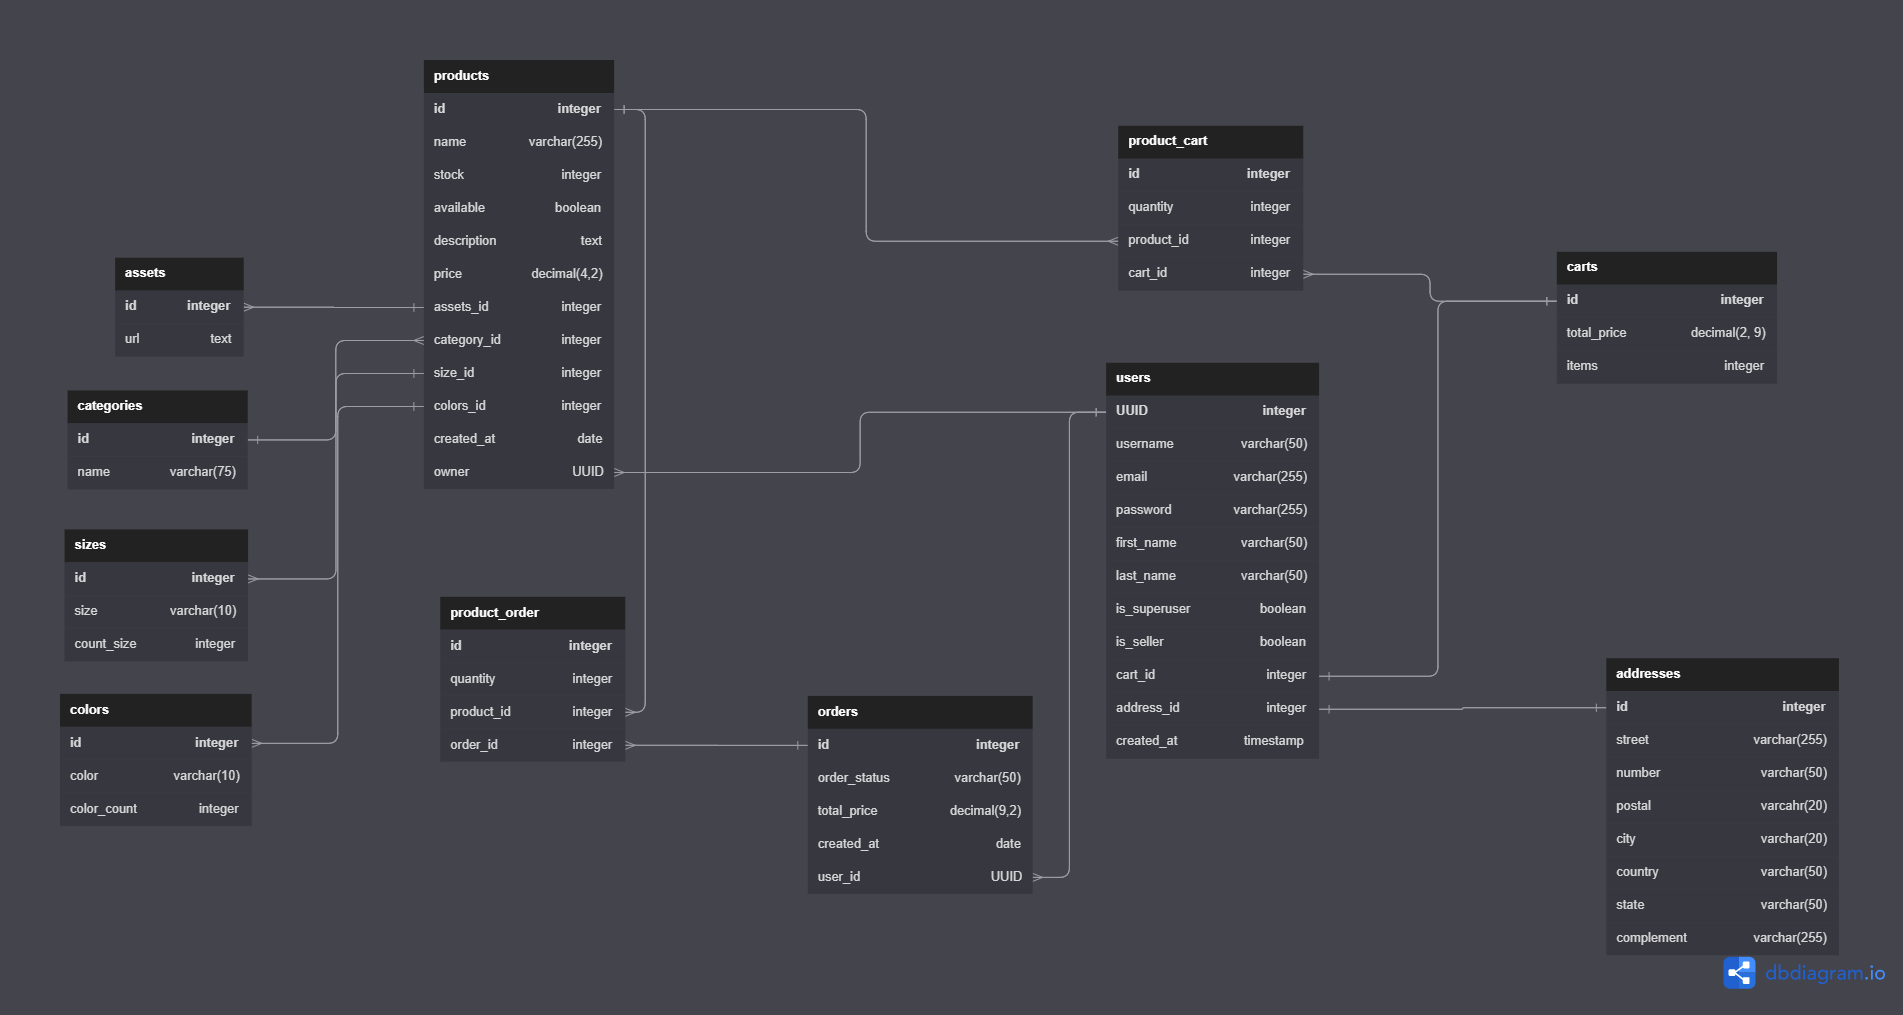 products
id integer
name varchar(255)
stock integer
available boolean
description text
price decimal(4,2)
assets_id integer
category_id integer
size_id integer
colors_id integer
created_at date
owner UUID
assets
id integer
url text
categories
id integer
name varchar(75)
sizes
id integer
size varchar(10)
count_size integer
colors
id integer
color varchar(10)
color_count integer
product_order
id integer
quantity integer
product_id integer
order_id integer
orders
id integer
order_status varchar(50)
total_price decimal(9,2)
created_at date
user_id UUID
product_cart
id integer
quantity integer
product_id integer
cart_id integer
users
UUID integer
username varchar(50)
email varchar(255)
password varchar(255)
first_name varchar(50)
last_name varchar(50)
is_superuser boolean
is_seller boolean
cart_id integer
address_id integer
created_at timestamp
carts
id integer
total_price decimal(2, 9)
items integer
addresses
id integer
street varchar(255)
number varchar(50)
postal varcahr(20)
city varchar(20)
country varchar(50)
state varchar(50)
complement varchar(255)
dbdiagram.io